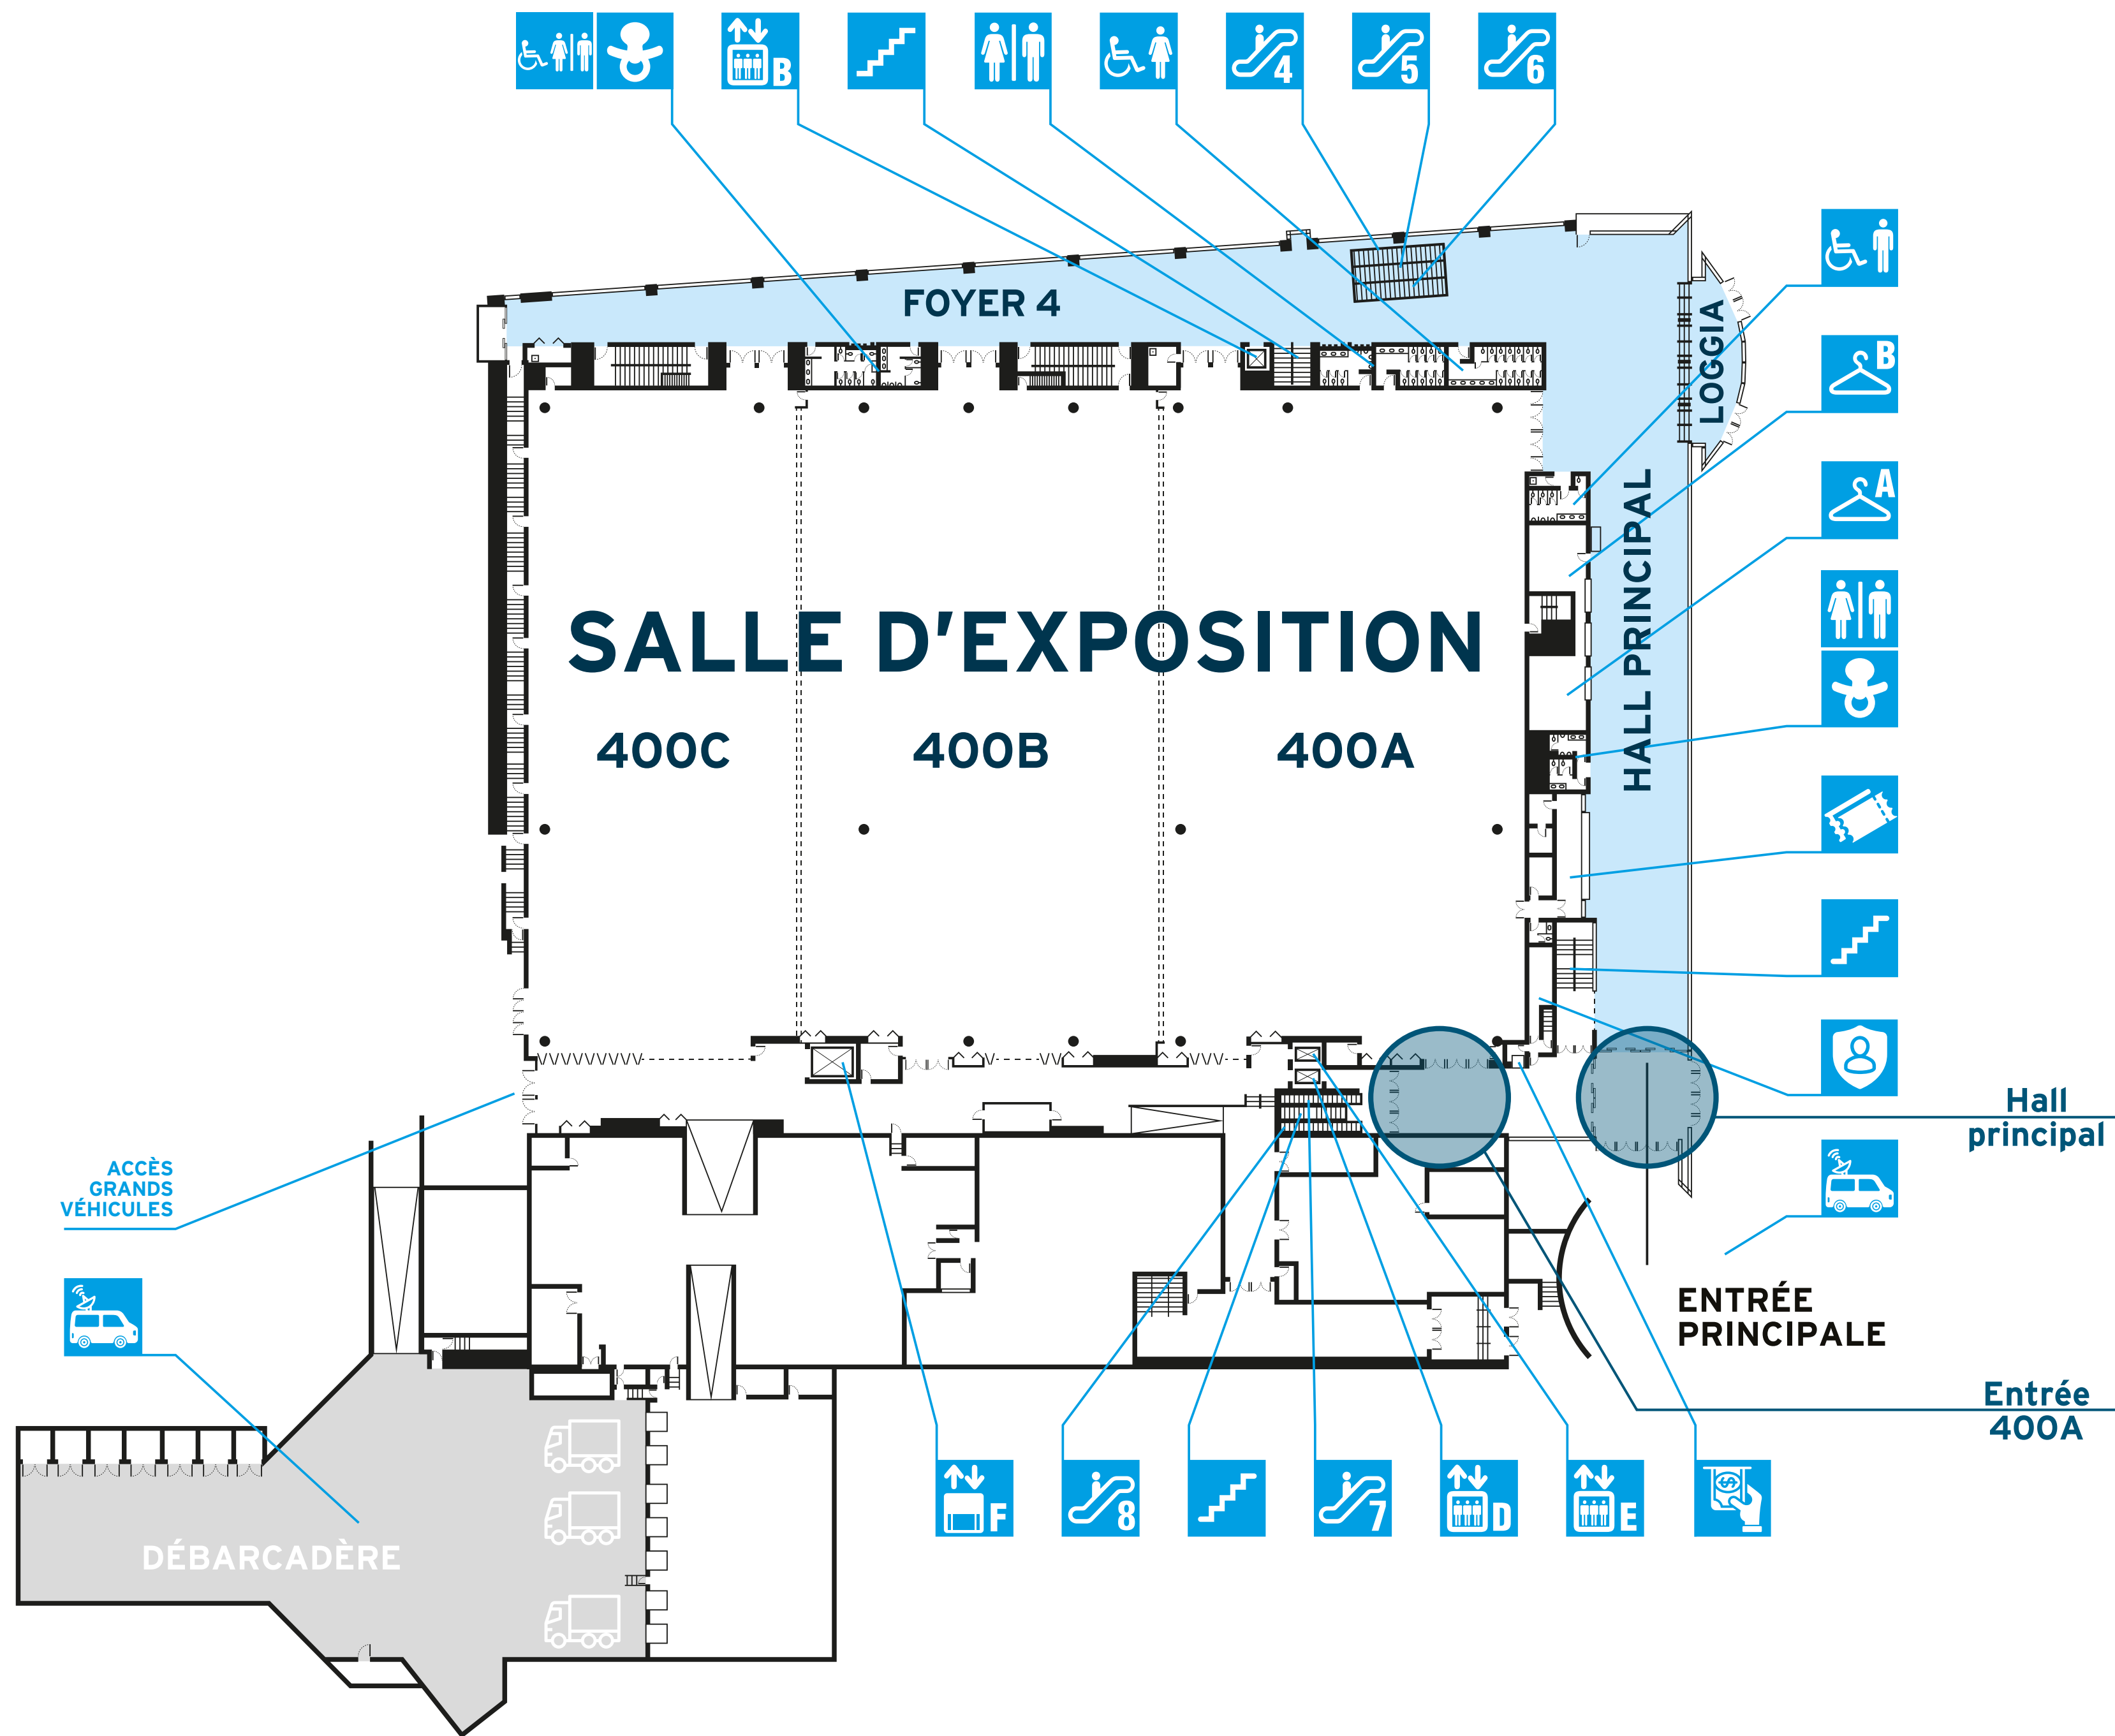 B
4
5
6
FOYER 4
LOGGIA
B
A
HALL PRINCIPAL
SALLE D'EXPOSITION
400C
400B
400A
Hall
principal
ACCÈS
GRANDS
VÉHICULES
ENTRÉE
PRINCIPALE
Entrée
400A
F
8
7
D
E
$
DÉBARCADÈRE